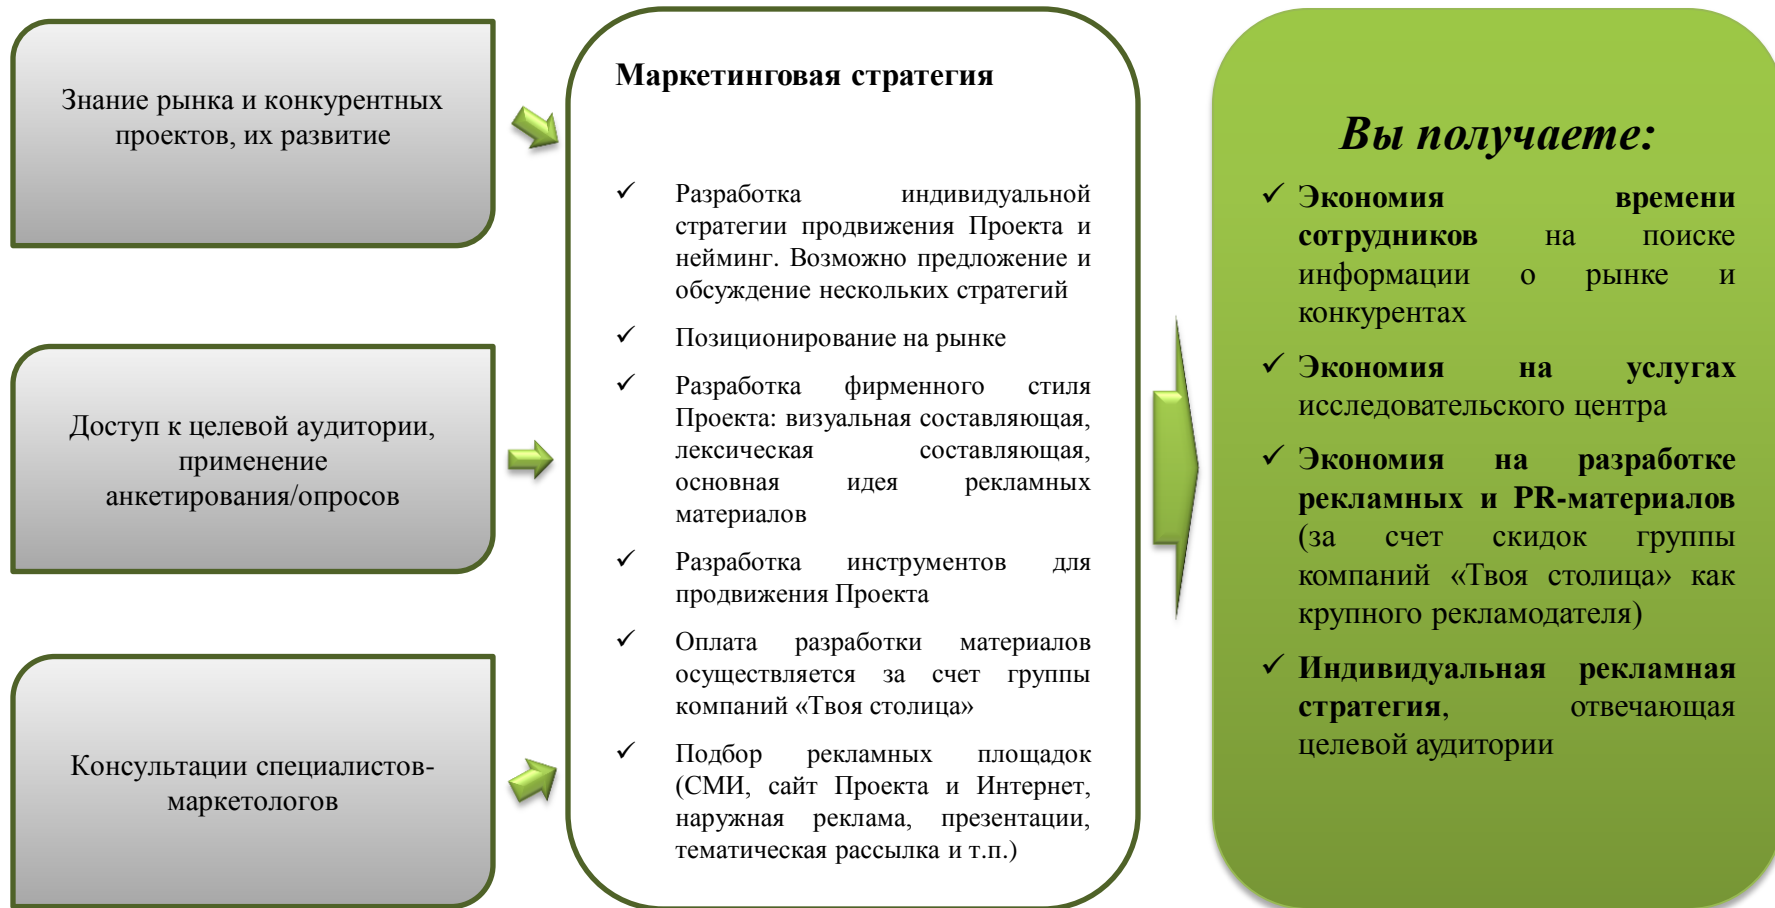 Знание рынка и конкурентных
проектов, их развитие
Доступ к целевой аудитории,
применение
анкетирования/опросов
Консультации специалистов-
маркетологов
Маркетинговая стратегия
✓ Разработка индивидуальной
стратегии продвижения Проекта и
нейминг. Возможно предложение и
обсуждение нескольких стратегий
✓ Позиционирование на рынке
✓ Разработка фирменного стиля
Проекта: визуальная составляющая,
лексическая составляющая,
основная идея рекламных
материалов
✓ Разработка инструментов для
продвижения Проекта
✓ Оплата разработки материалов
осуществляется за счет группы
компаний «Твоя столица»
✓ Подбор рекламных площадок
(СМИ, сайт Проекта и Интернет,
наружная реклама, презентации,
тематическая рассылка и т.п.)
Вы получаете:
✓ Экономия времени
сотрудников на поиске
информации о рынке и
конкурентах
✓ Экономия на услугах
исследовательского центра
✓ Экономия на разработке
рекламных и PR-материалов
(за счет скидок группы
компаний «Твоя столица» как
крупного рекламодателя)
✓ Индивидуальная рекламная
стратегия, отвечающая
целевой аудитории